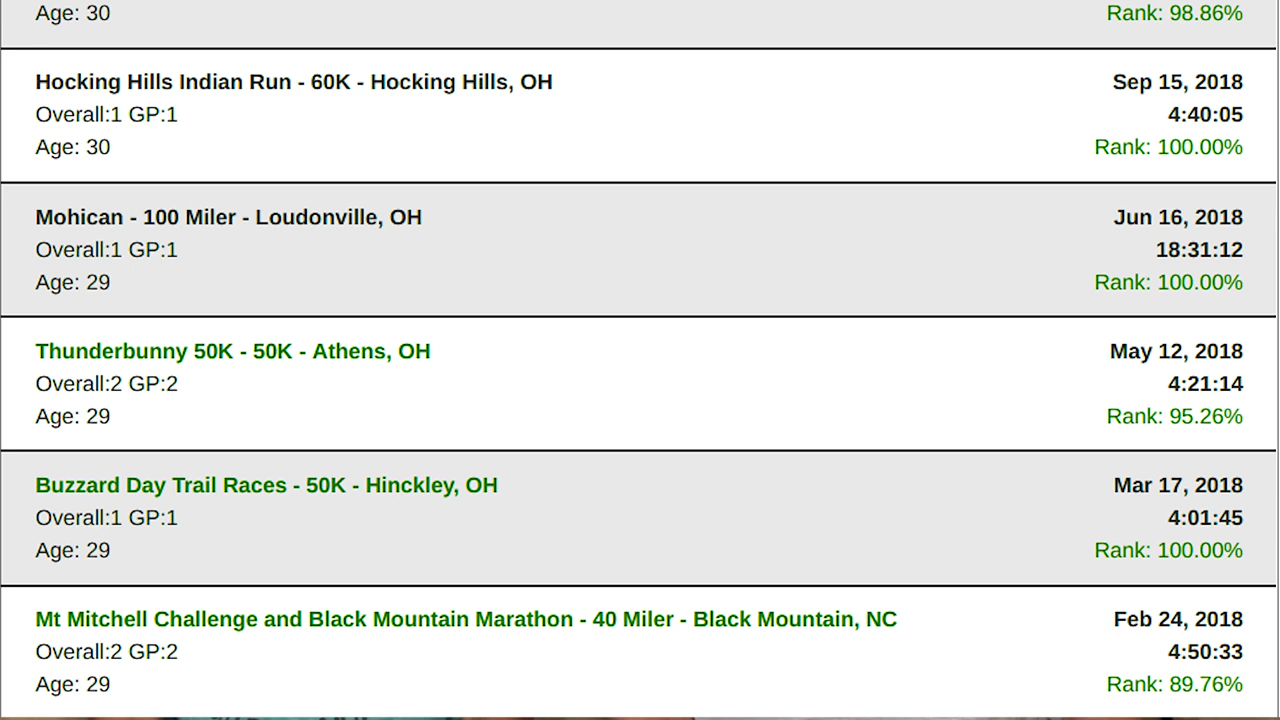 Age: 30 Rank: 98.86%
Hocking Hills Indian Run - 60K - Hocking Hills, OH Sep 15, 2018
Overall:1 GP:1 4:40:05
Age: 30 Rank: 100.00%
Mohican - 100 Miler - Loudonville, OH Jun 16, 2018
Overall:1 GP:1 18:31:12
Age: 29 Rank: 100.00%
Thunderbunny 50K - 50K - Athens, OH May 12, 2018
Overall:2 GP:2 4:21:14
Age: 29 Rank: 95.26%
Buzzard Day Trail Races - 50K - Hinckley, OH Mar 17, 2018
Overall:1 GP:1 4:01:45
Age: 29 Rank: 100.00%
Mt Mitchell Challenge and Black Mountain Marathon - 40 Miler - Black Mountain, NC Feb 24, 2018
Overall:2 GP:2 4:50:33
Age: 29 Rank: 89.76%